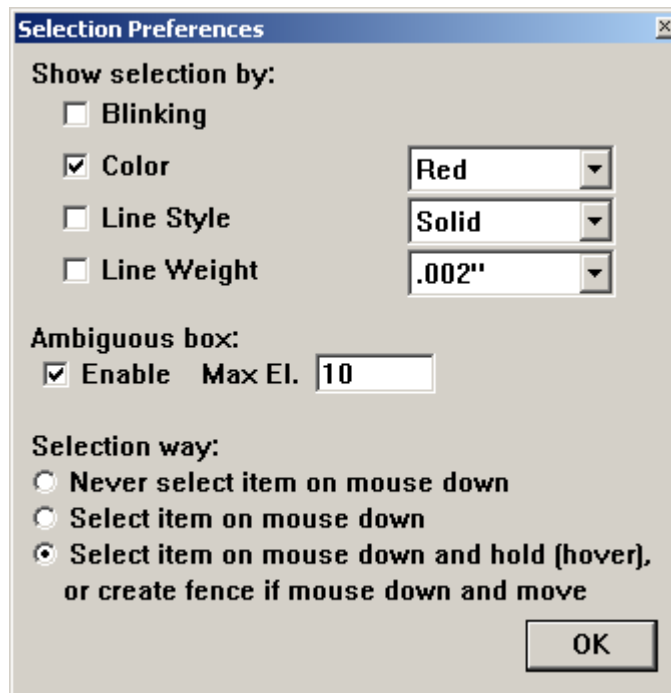 Selection Preferences
Show selection by:
Blinking
Color Red
Line Style Solid
Line Weight .002"
Ambiguous box:
Enable Max El. 10
Selection way:
Never select item on mouse down
Select item on mouse down
Select item on mouse down and hold (hover),
or create fence if mouse down and move
OK